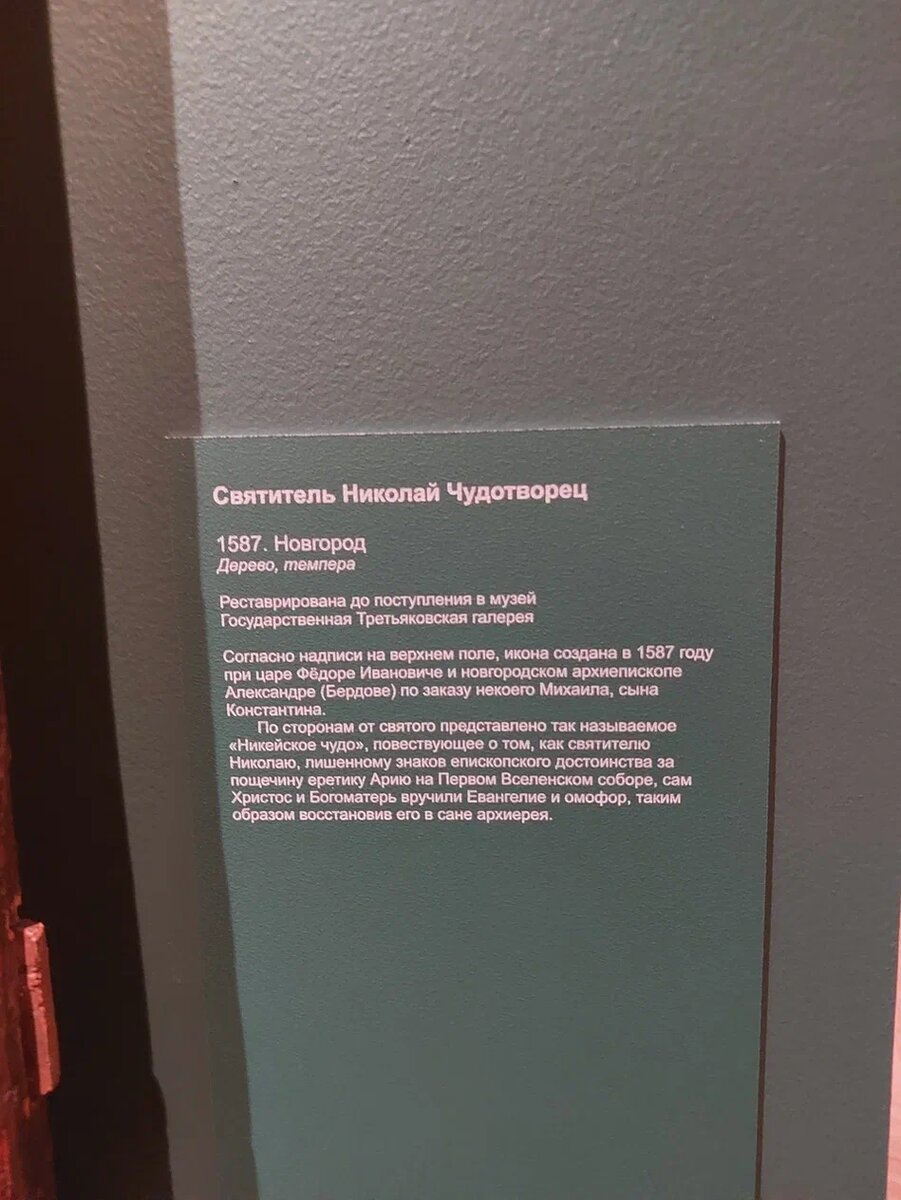 Святитель Николай Чудотворец
1587. Новгород
Дерево, темпера
Реставрирована до поступления в музей
Государственная Третьяковская галерея
Согласно надписи на верхнем поле, икона создана в 1587 году
при царе Фёдоре Ивановиче и новгородском архиепископе
Александре (Бердове) по заказу некоего Михаила, сына
Константина.
По сторонам от святого представлено так называемое
«Никейское чудо», повествующее о том, как святителю
Николаю, лишенному знаков епископского достоинства за
пощечину еретику Арию на Первом Вселенском соборе, сам
Христос и Богоматерь вручили Евангелие и омофор, таким
образом восстановив его в сане архиерея.